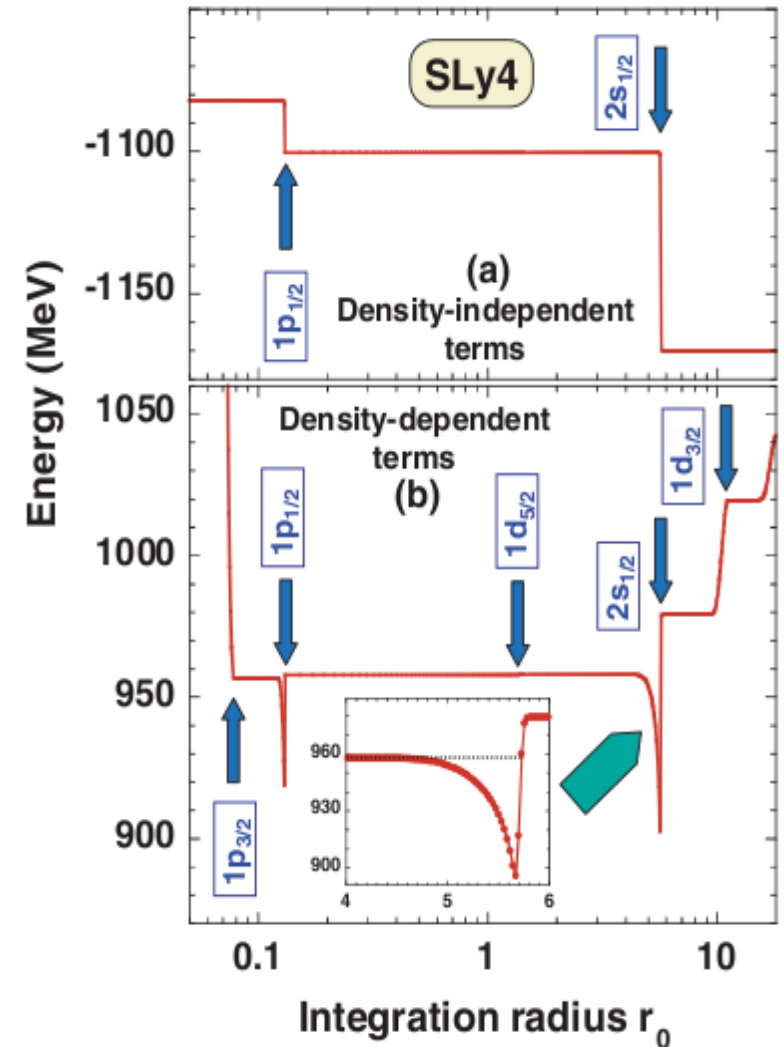 SLy4
2s1/2
-1100
1p1/2
(a)
Density-independent
terms
-1150
Energy (MeV)
1050
Density-dependent
terms
(b)
1p1/2
1d5/2
1d3/2
2s1/2
1000
950
960
930
900
4 5 6
1p3/2
900
0.1 1 10
Integration radius r0